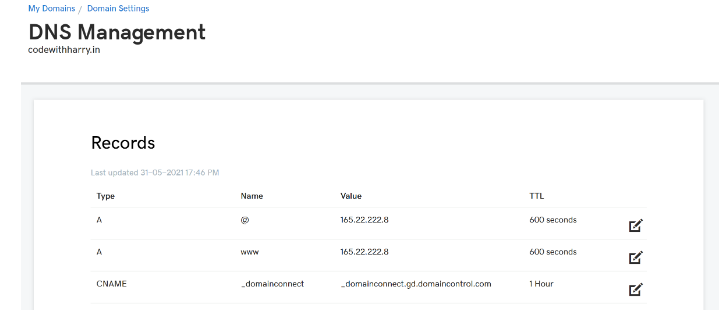 My Domains / Domain Settings
DNS Management
codewithharry.in
Records
Last updated 31-05-2021 17:46 PM
Type Name Value TTL
A @ 165.22.222.8 600 seconds
A www 165.22.222.8 600 seconds
CNAME _domainconnect _domainconnect.gd.domaincontrol.com 1 Hour